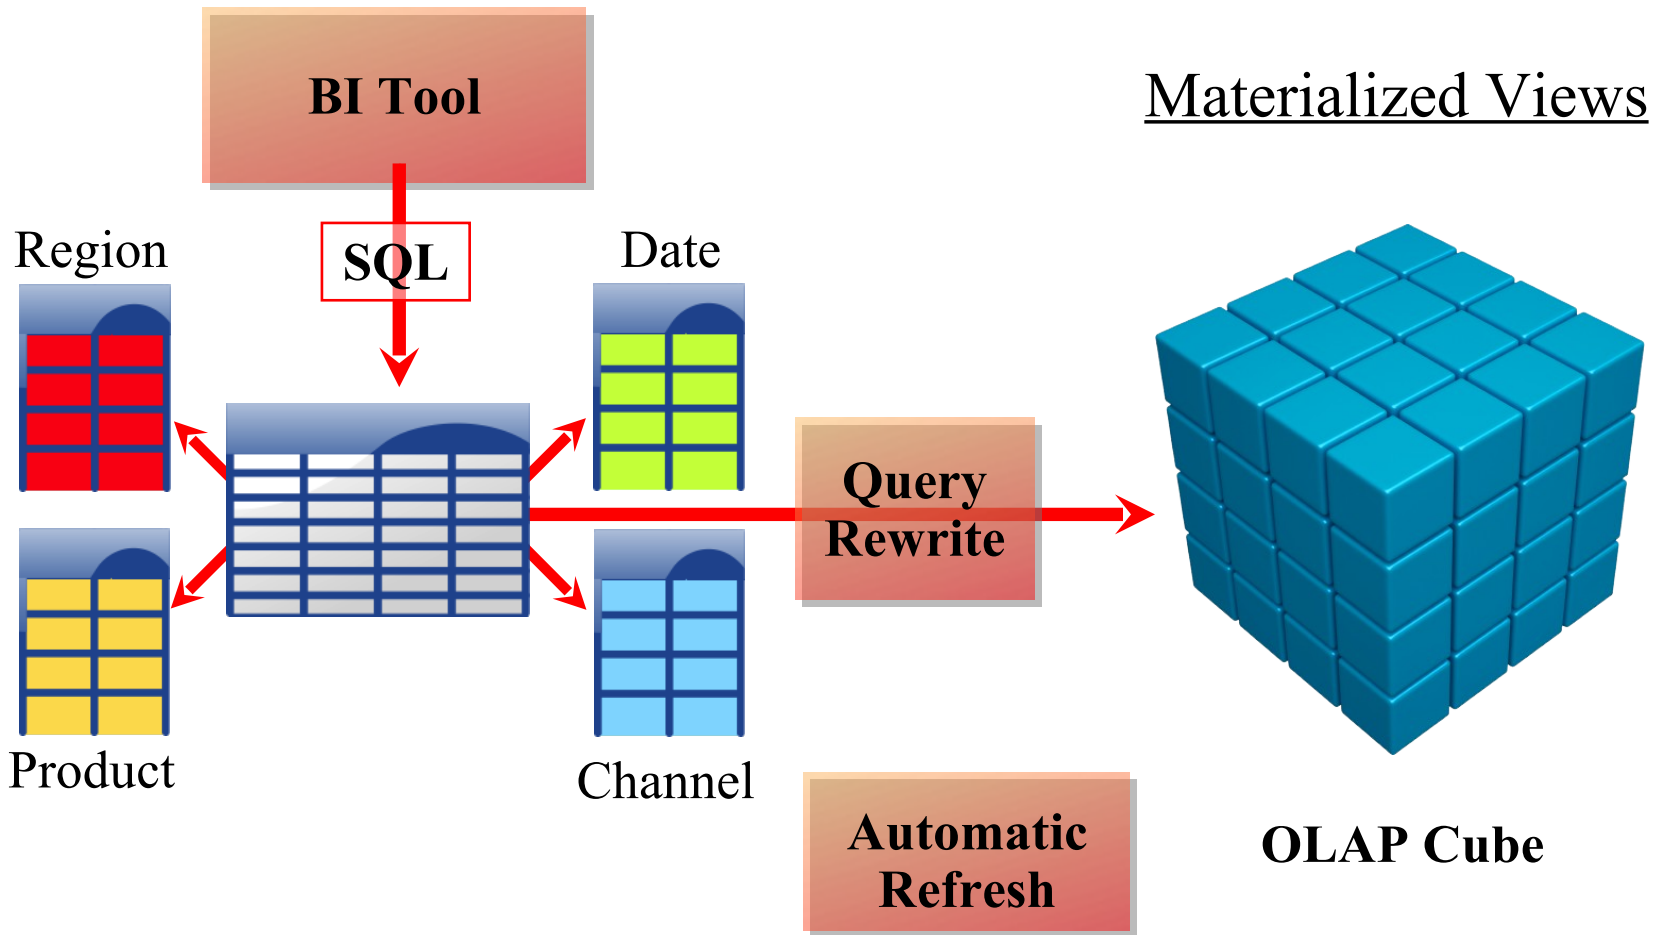 BI Tool
Materialized Views
SQL
Region
Date
Query
Rewrite
Product
Channel
Automatic
Refresh
OLAP Cube